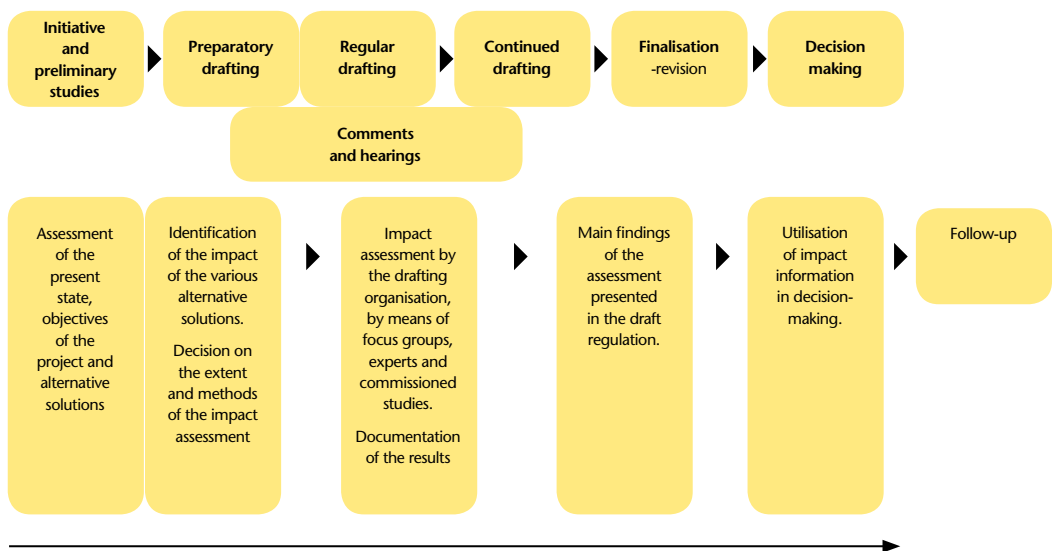 Initiative
and
preliminary
studies
Preparatory
drafting
Regular
drafting
Continued
drafting
Finalisation
-revision
Decision
making
Comments
and hearings
Assessment
of the
present
state,
objectives
of the
project and
alternative
solutions
Identification
of the impact
of the various
alternative
solutions.
Decision on
the extent
and methods
of the impact
assessment
Impact
assessment by
the drafting
organisation,
by means of
focus groups,
experts and
commissioned
studies.
Documentation
of the results
Main findings
of the
assessment
presented
in the draft
regulation.
Utilisation
of impact
information
in decision-
making.
Follow-up